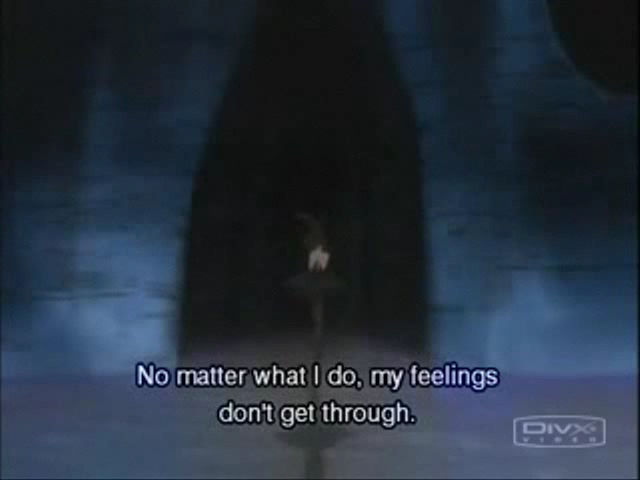 No matter what I do, my feelings
don't get through.
DIVX
VIDEO